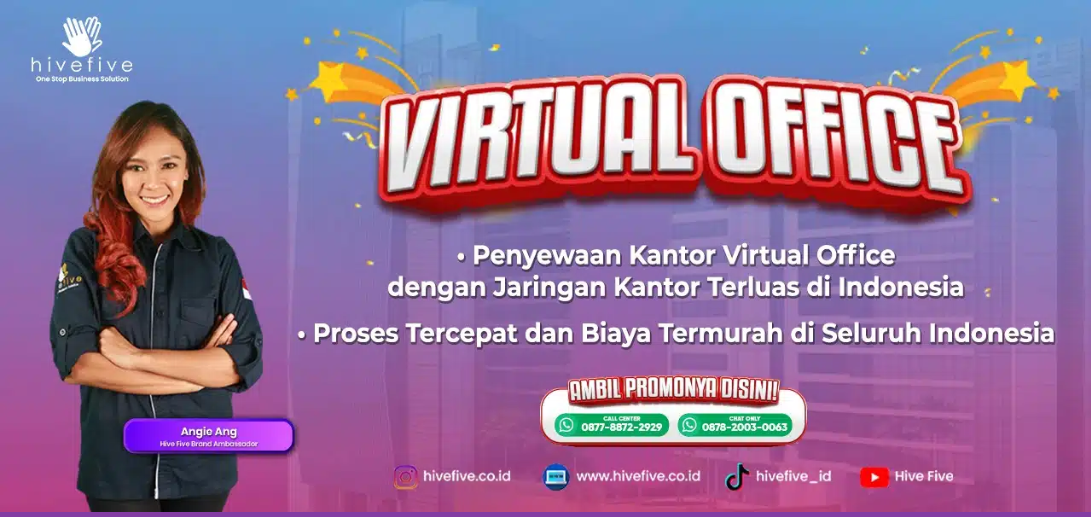 hivefive
One Stop Business Solution
VIRTUAL OFFICE
• Penyewaan Kantor Virtual Office
dengan Jaringan Kantor Terluas di Indonesia
• Proses Tercepat dan Biaya Termurah di Seluruh Indonesia
AMBIL PROMONYA DISINI!
CALL CENTER
0877-8872-2929
CHAT ONLY
0878-2003-0063
Angie Ang
Hive Five Brand Ambassador
hivefive.co.id
www.hivefive.co.id
hivefive_id
Hive Five